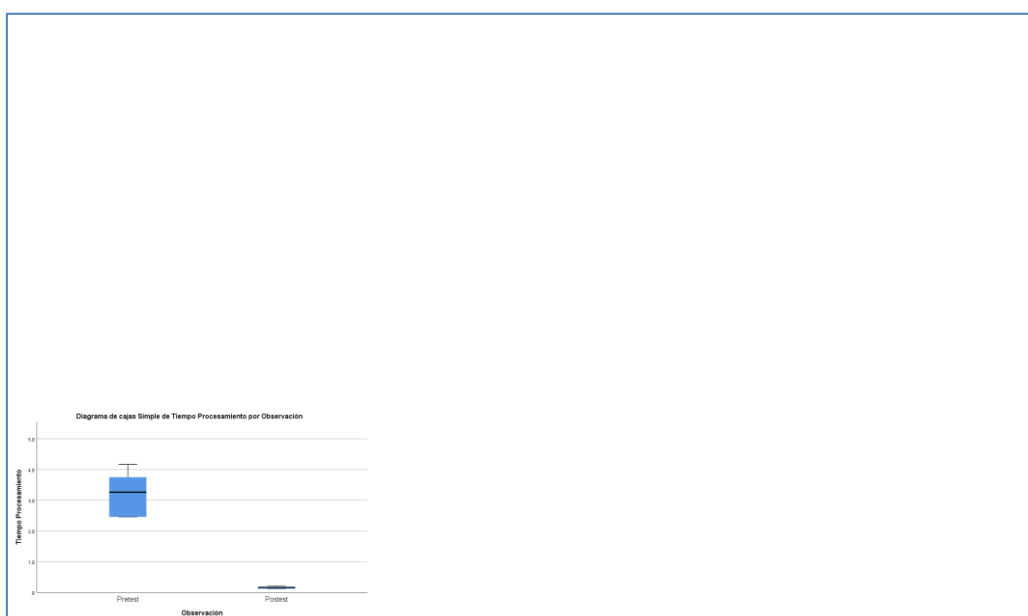 Diagrama de cajas Simple de Tiempo Procesamiento por Observación
Tiempo Procesamiento
5.0
4.0
3.0
2.0
1.0
.0
Pretest
Postest
Observación